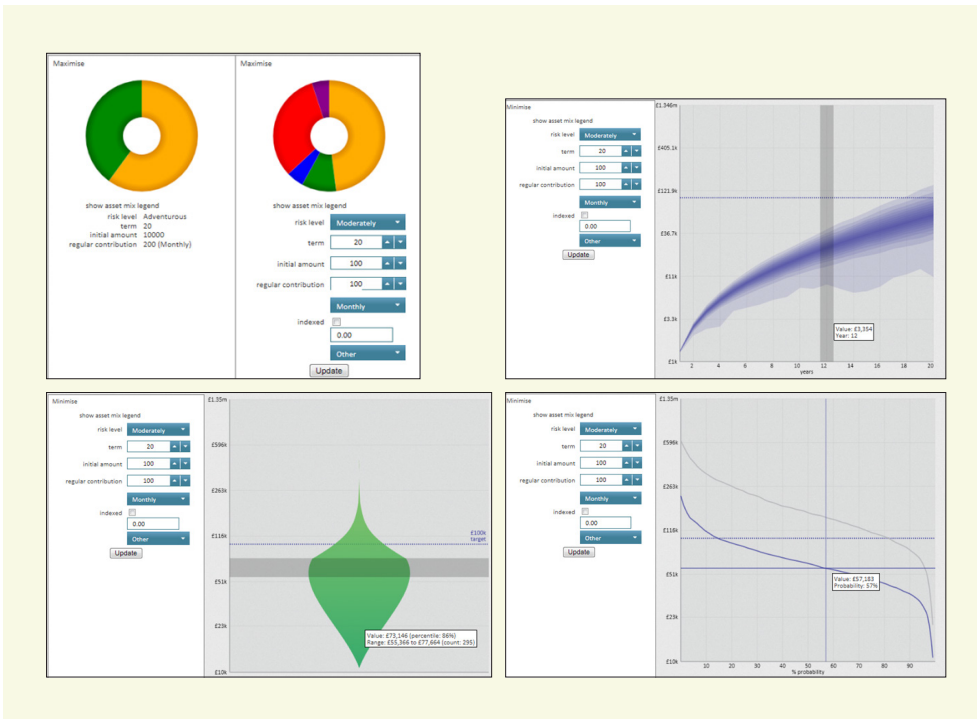 Maximise
show asset mix legend
risk level Adventurous
term 20
initial amount 10000
regular contribution 200 (Monthly)
Maximise
show asset mix legend
risk level Moderately
term 20
initial amount 100
regular contribution 100
Monthly
indexed
0.00
Other
Update
Minimise
show asset mix legend
risk level Moderately
term 20
initial amount 100
regular contribution 100
Monthly
indexed
0.00
Other
Update
£1.346m
£405.1k
£121.9k
£36.7k
£11k
£3.3k
£1k
Value: £3,354
Year: 12
2 4 6 8 10 12 14 16 18 20
years
Minimise
show asset mix legend
risk level Moderately
term 20
initial amount 100
regular contribution 100
Monthly
indexed
0.00
Other
Update
£1.35m
£596k
£263k
£116k
£51k
£23k
£10k
£100k
target
Value: £73,146 (percentile: 86%)
Range: £55,366 to £77,664 (count: 295)
Minimise
show asset mix legend
risk level Moderately
term 20
initial amount 100
regular contribution 100
Monthly
indexed
0.00
Other
Update
£1.35m
£596k
£263k
£116k
£51k
£23k
£10k
Value: £57,183
Probability: 57%
10 20 30 40 50 60 70 80 90
% probability